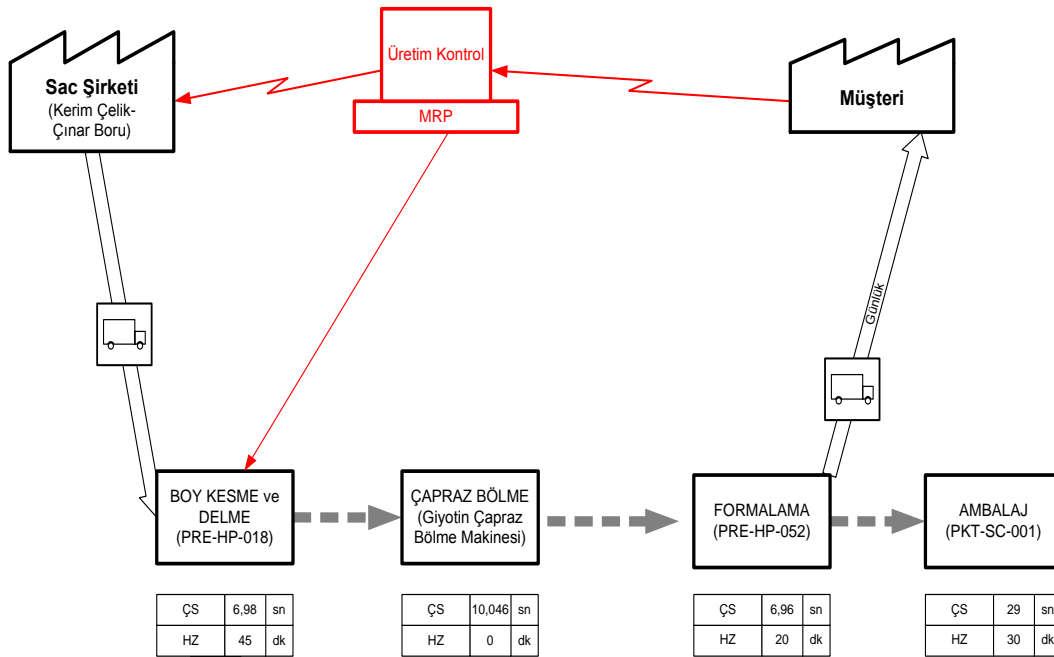 Sac Şirketi
(Kerim Çelik-
Çınar Boru)
Üretim Kontrol
MRP
Müşteri
Günlük
BOY KESME ve
DELME
(PRE-HP-018)
ÇAPRAZ BÖLME
(Giyotin Çapraz
Bölme Makinesi)
FORMALAMA
(PRE-HP-052)
AMBALAJ
(PKT-SC-001)
ÇS 6,98 sn
HZ 45 dk
ÇS 10,046 sn
HZ 0 dk
ÇS 6,96 sn
HZ 20 dk
ÇS 29 sn
HZ 30 dk